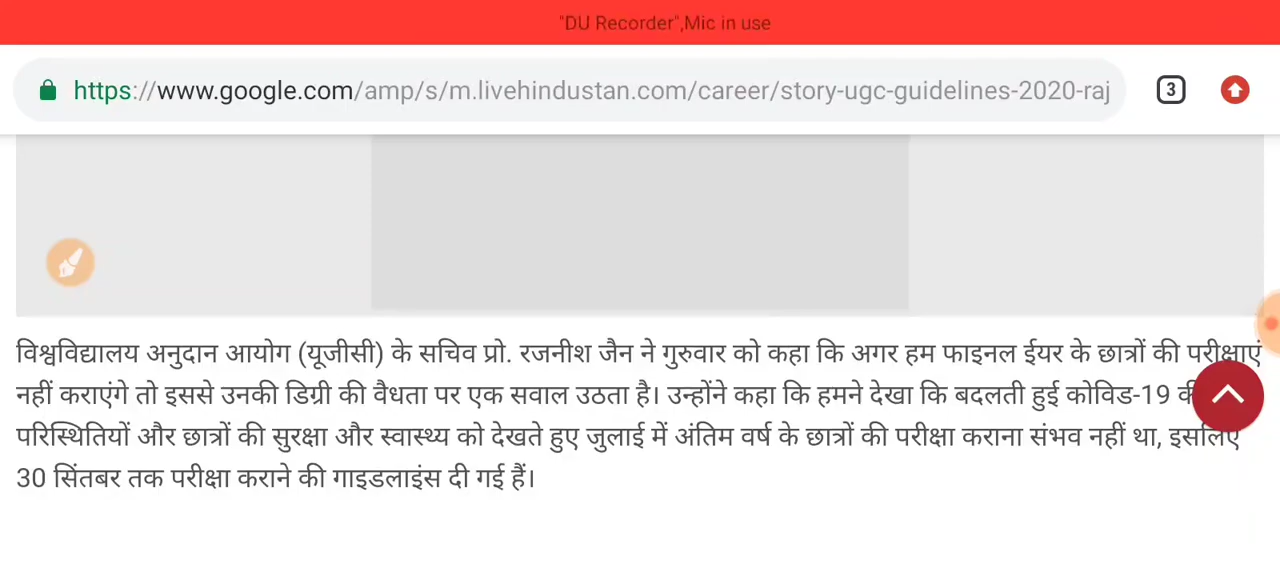 "DU Recorder",Mic in use
https://www.google.com/amp/s/m.livehindustan.com/career/story-ugc-guidelines-2020-raj
3
विश्वविद्यालय अनुदान आयोग (यूजीसी) के सचिव प्रो. रजनीश जैन ने गुरुवार को कहा कि अगर हम फाइनल ईयर के छात्रों की परीक्षाएं
नहीं कराएंगे तो इससे उनकी डिग्री की वैधता पर एक सवाल उठता है। उन्होंने कहा कि हमने देखा कि बदलती हुई कोविड-19 की
परिस्थितियों और छात्रों की सुरक्षा और स्वास्थ्य को देखते हुए जुलाई में अंतिम वर्ष के छात्रों की परीक्षा कराना संभव नहीं था, इसलिए
30 सिंतबर तक परीक्षा कराने की गाइडलाइंस दी गई हैं।